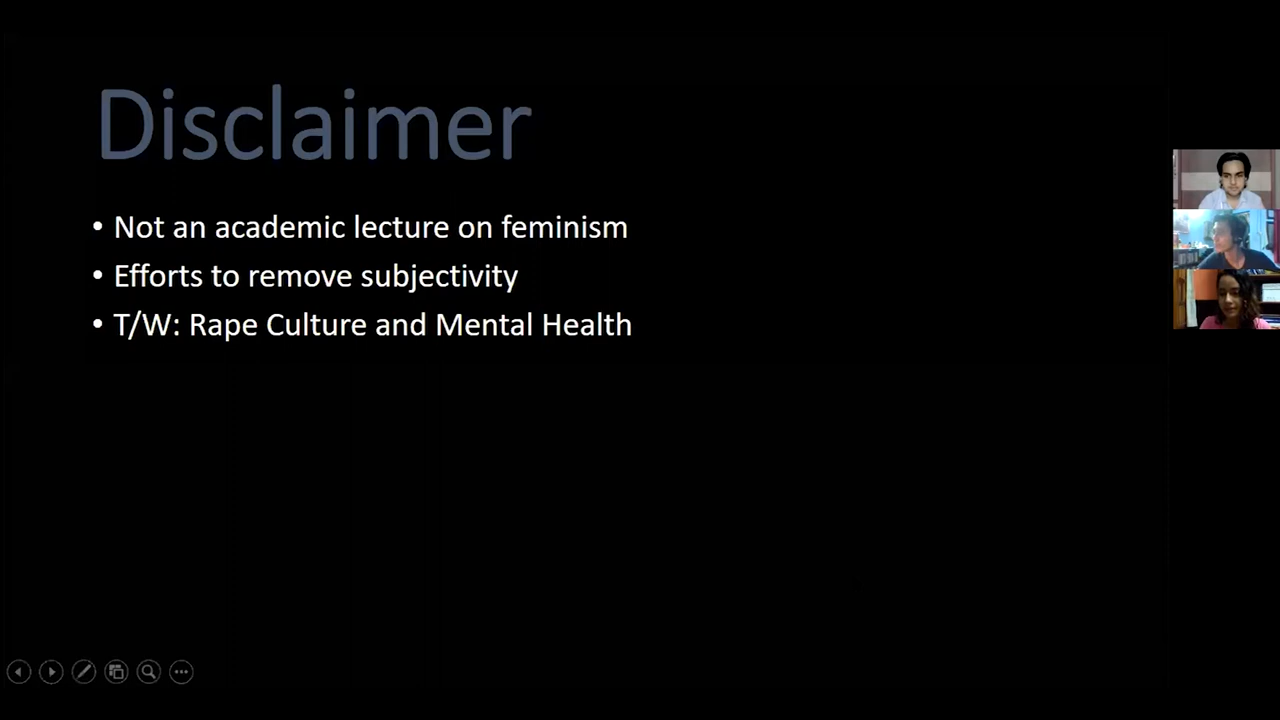 Disclaimer
• Not an academic lecture on feminism
• Efforts to remove subjectivity
• T/W: Rape Culture and Mental Health